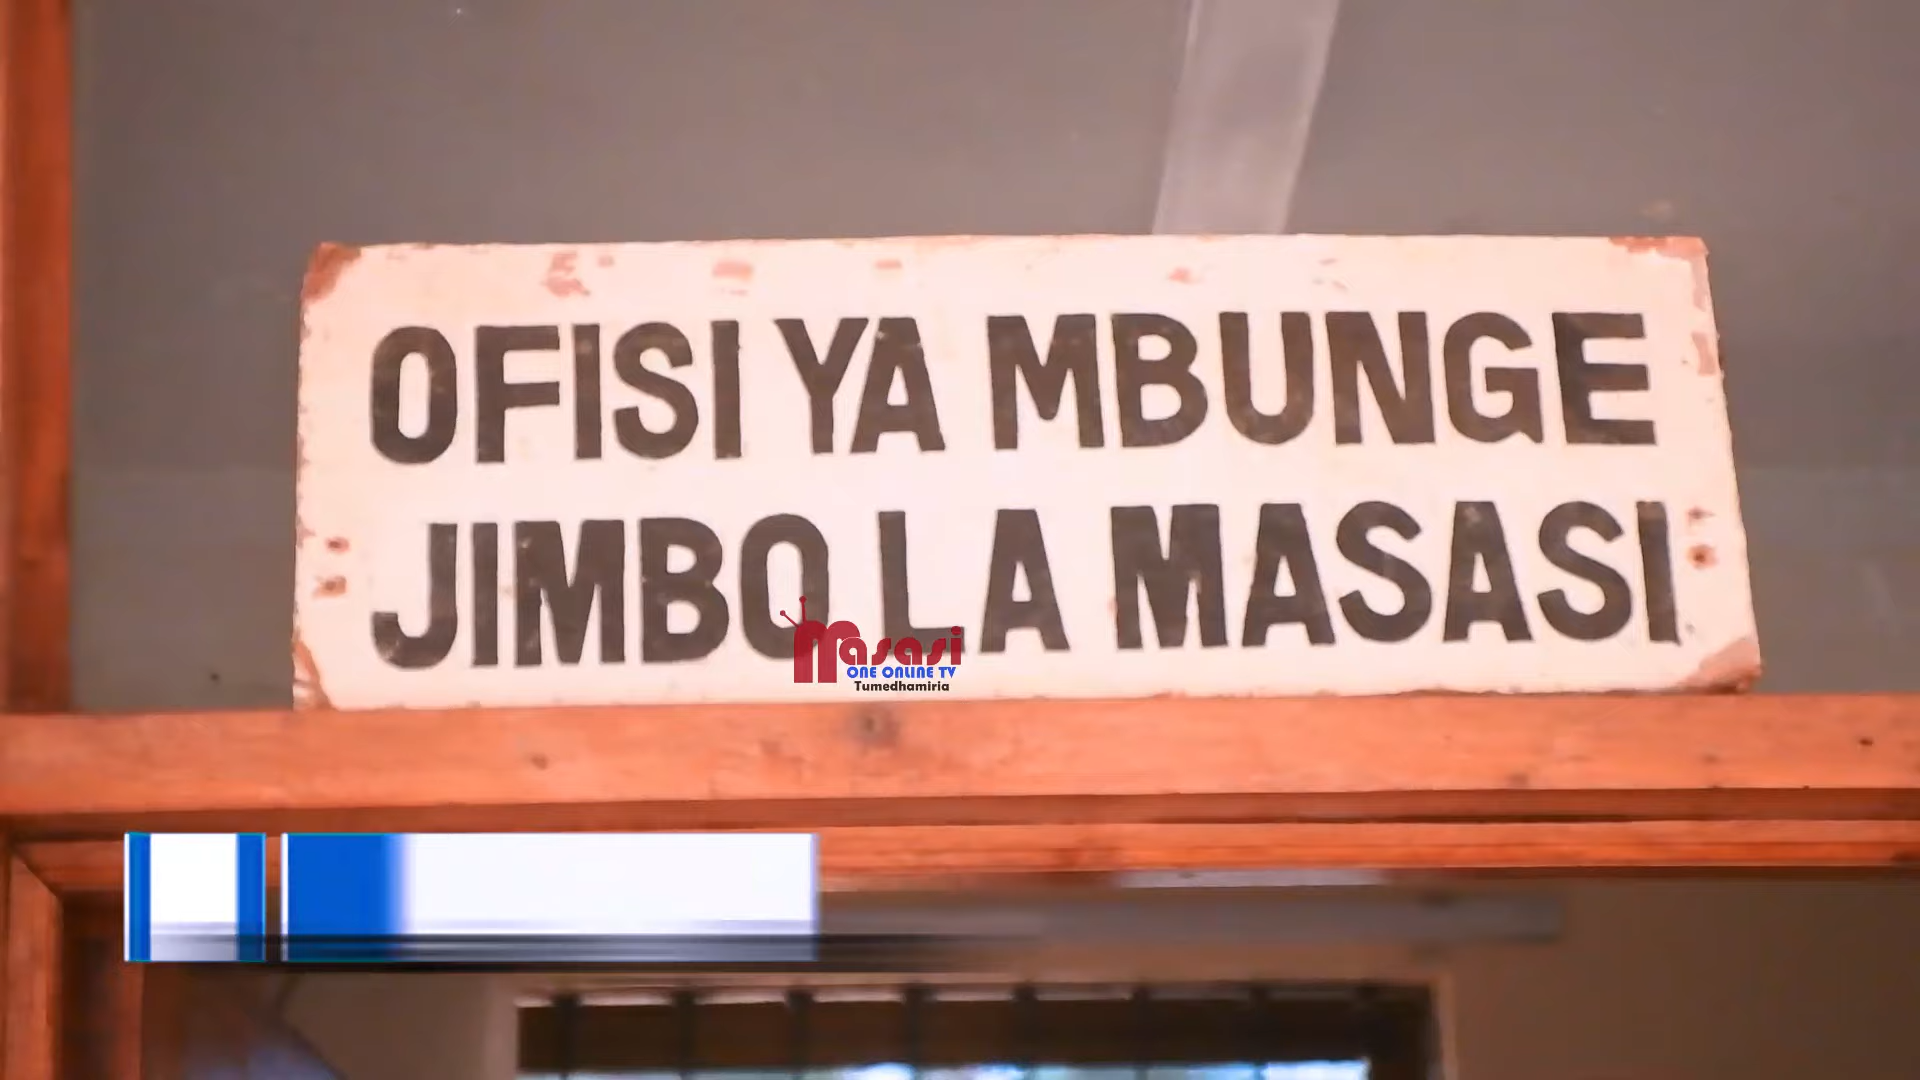 OFISI YA MBUNGE
JIMBO LA MASASI
Masasi
ONE ONLINE TV
Tumedhamiria